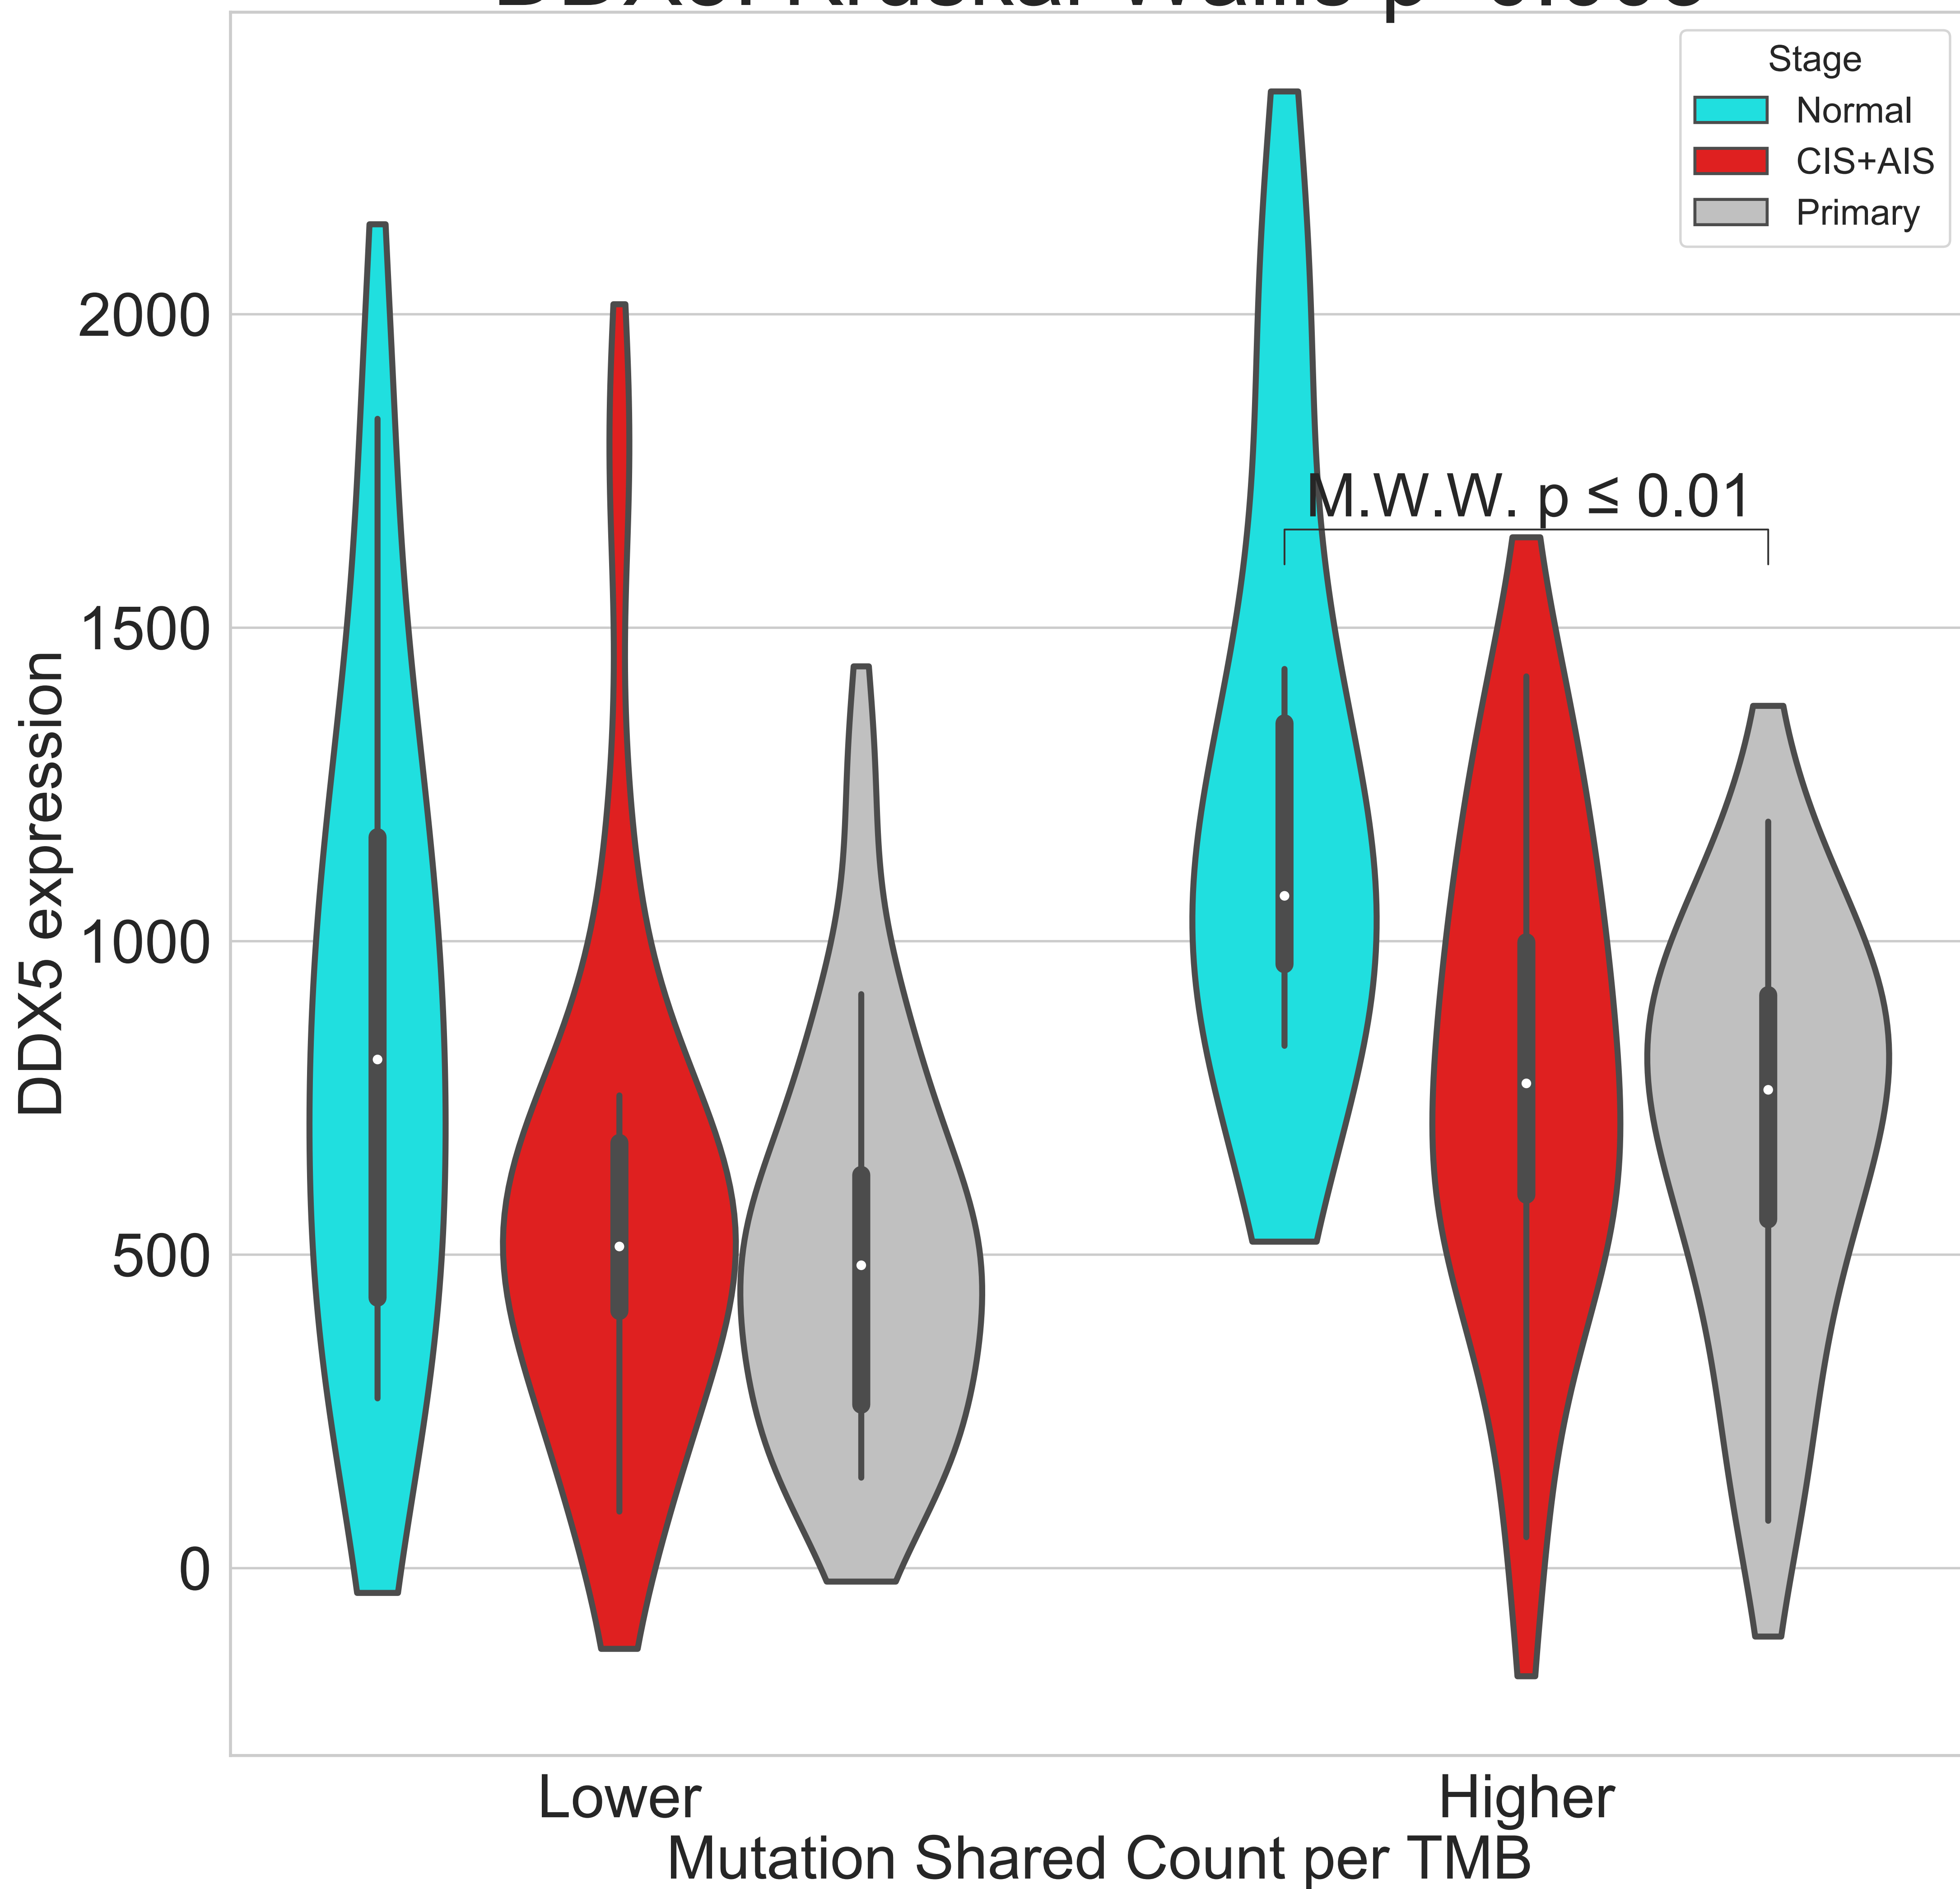 Stage
Normal
CIS+AIS
Primary
M.W.W. p ≤ 0.01
2000
1500
1000
500
0
DDX5 expression
Lower
Higher
Mutation Shared Count per TMB